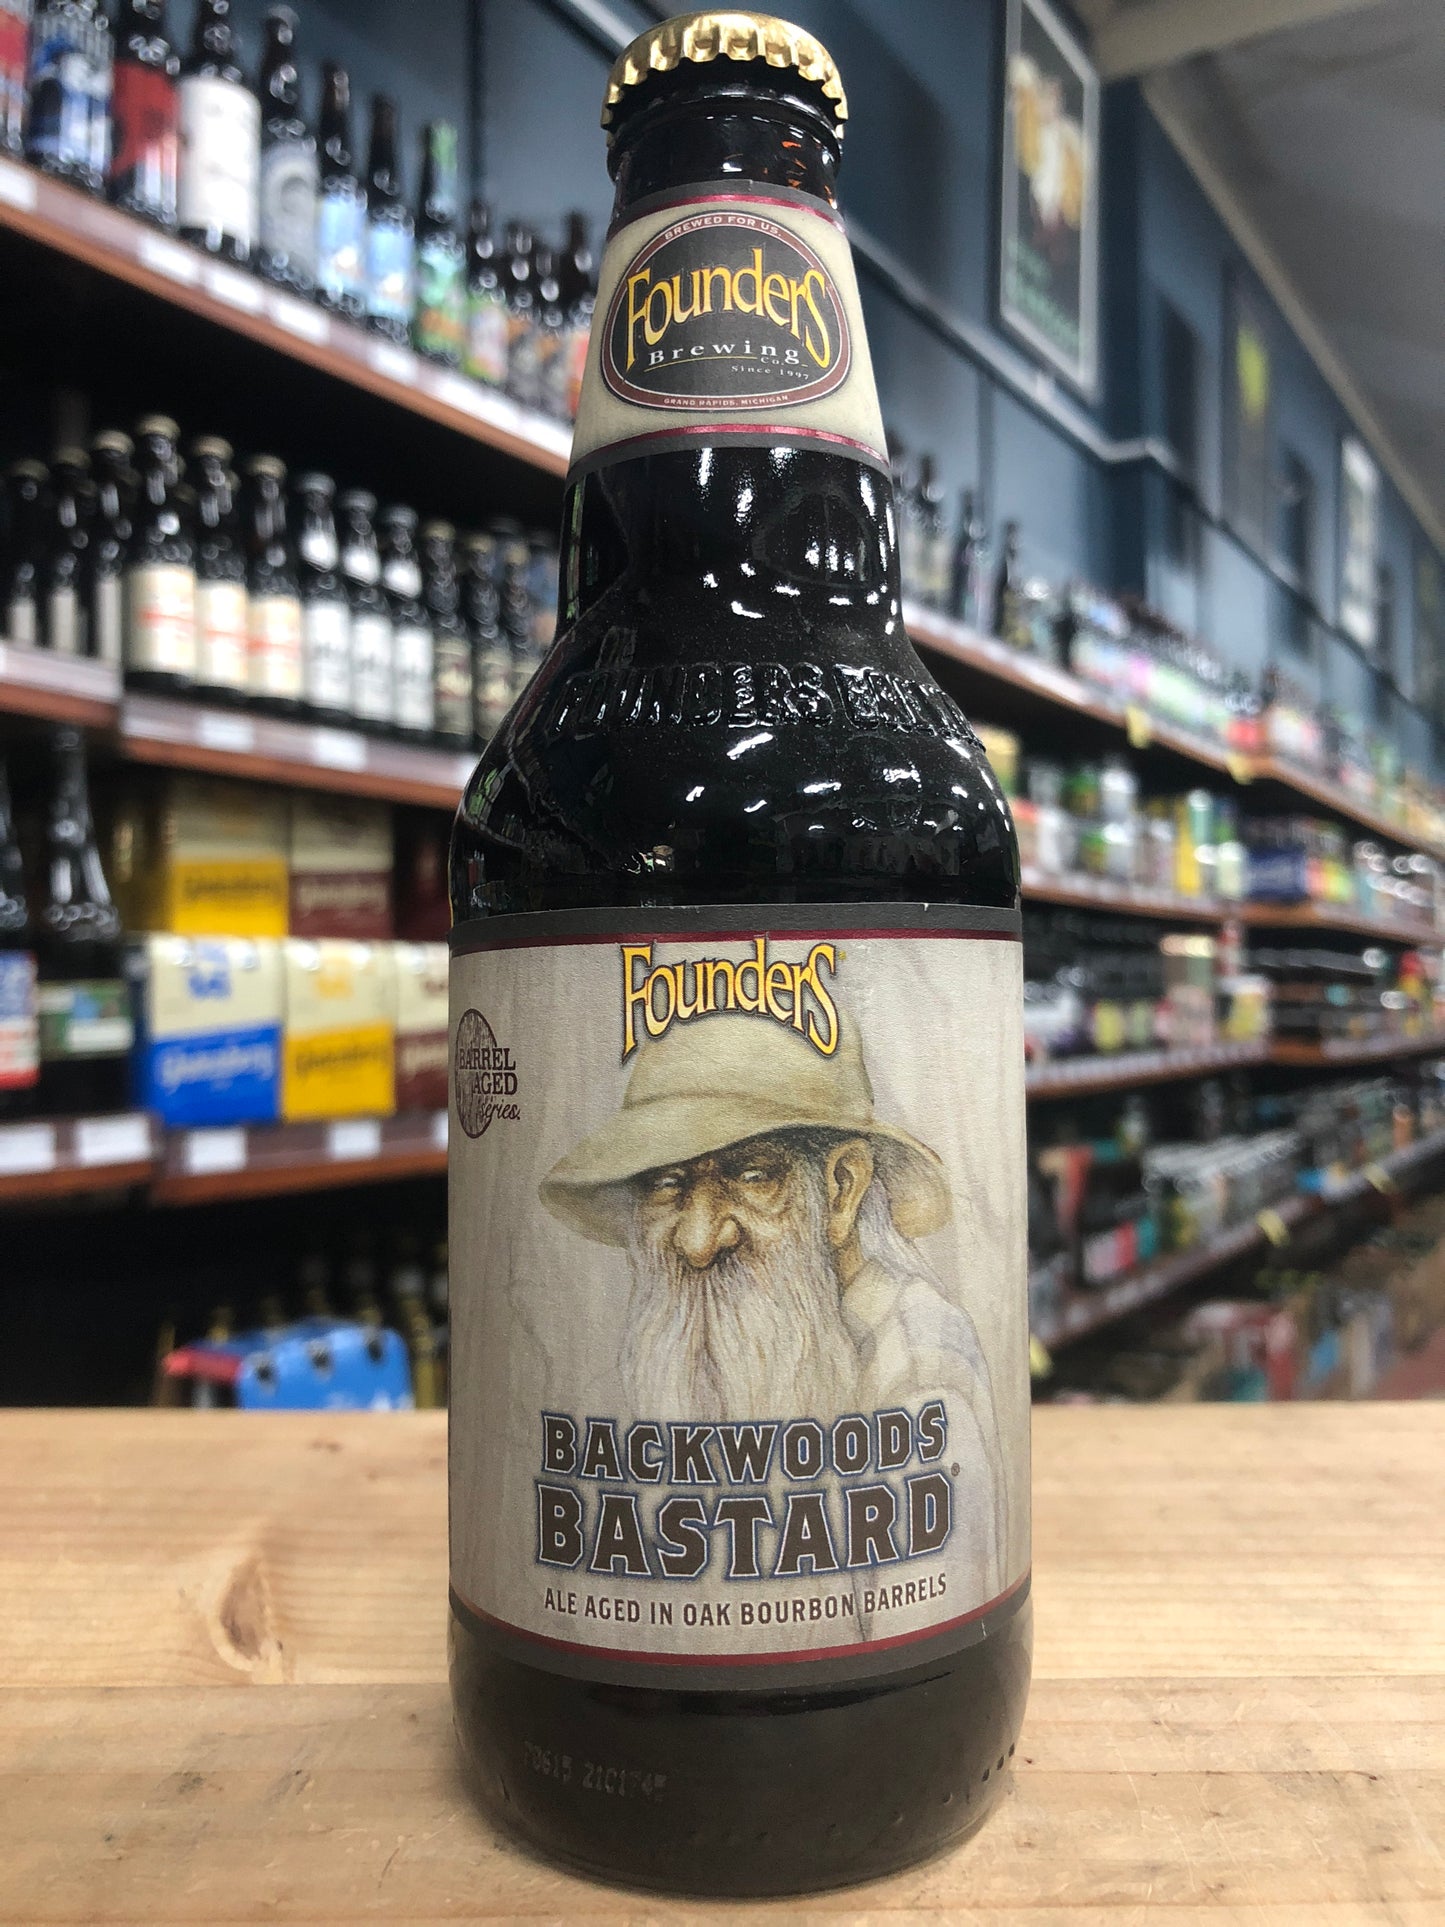 BREWED FOR US.
Founders
Brewing
Co.
Since 1997
GRAND RAPIDS, MICHIGAN
Founders
BARREL
AGED
Series.
BACKWOODS
BASTARD®
ALE AGED IN OAK BOURBON BARRELS